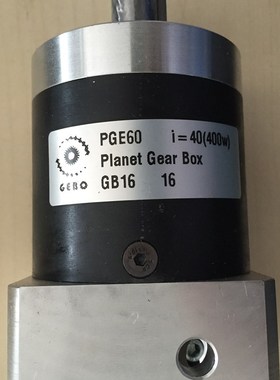 PGE60 i=40(400w)
Planet Gear Box
GB16 16
GEBO